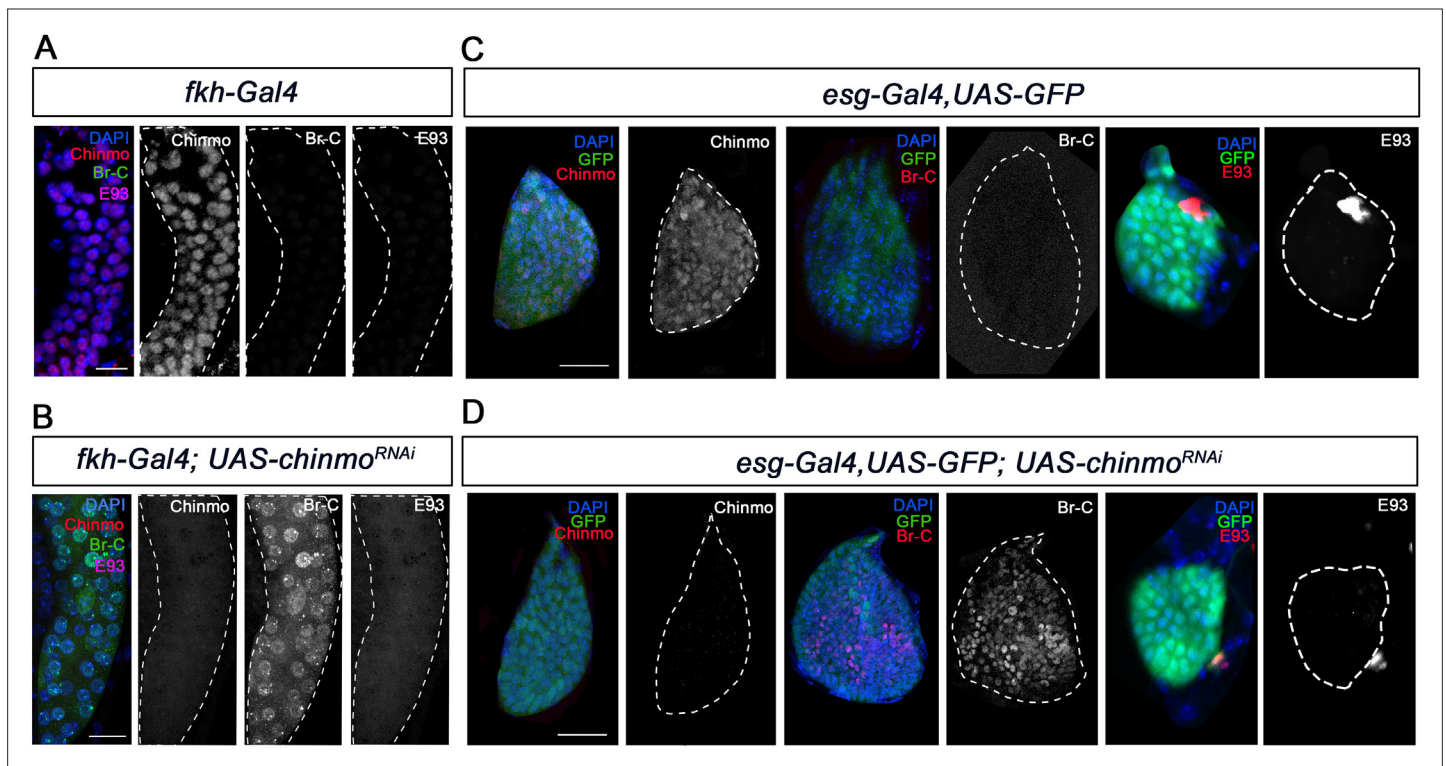 A
fkh-Gal4
DAPI
Chinmo
Br-C
E93
Chinmo
Br-C
E93
B
fkh-Gal4; UAS-chinmoRNAi
DAPI
Chinmo
Br-C
E93
Chinmo
Br-C
E93
C
esg-Gal4,UAS-GFP
DAPI
GFP
Chinmo
Chinmo
DAPI
GFP
Br-C
Br-C
DAPI
GFP
E93
E93
D
esg-Gal4,UAS-GFP; UAS-chinmoRNAi
DAPI
GFP
Chinmo
Chinmo
DAPI
GFP
Br-C
Br-C
DAPI
GFP
E93
E93